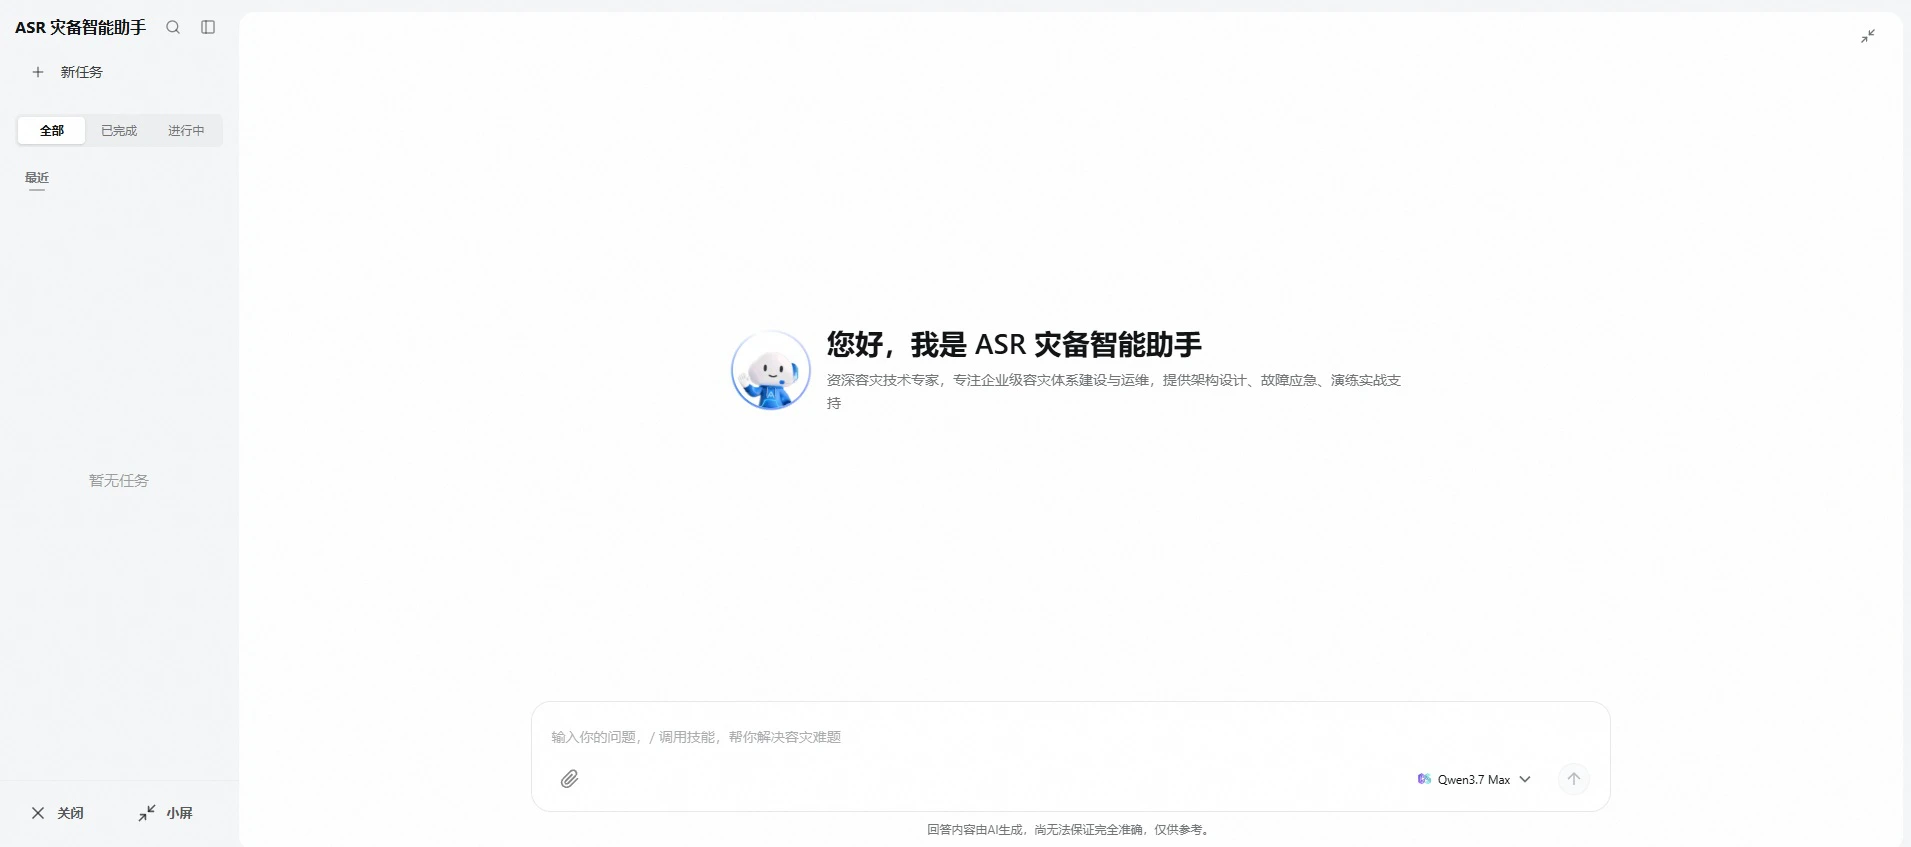 ASR 灾备智能助手
新任务
全部 已完成 进行中
最近
暂无任务
关闭 小屏
您好，我是 ASR 灾备智能助手
资深容灾技术专家，专注企业级容灾体系建设与运维，提供架构设计、故障应急、演练实战支
持
输入你的问题，/ 调用技能，帮你解决容灾难题
Qwen3.7 Max
回答内容由AI生成，尚无法保证完全准确，仅供参考。